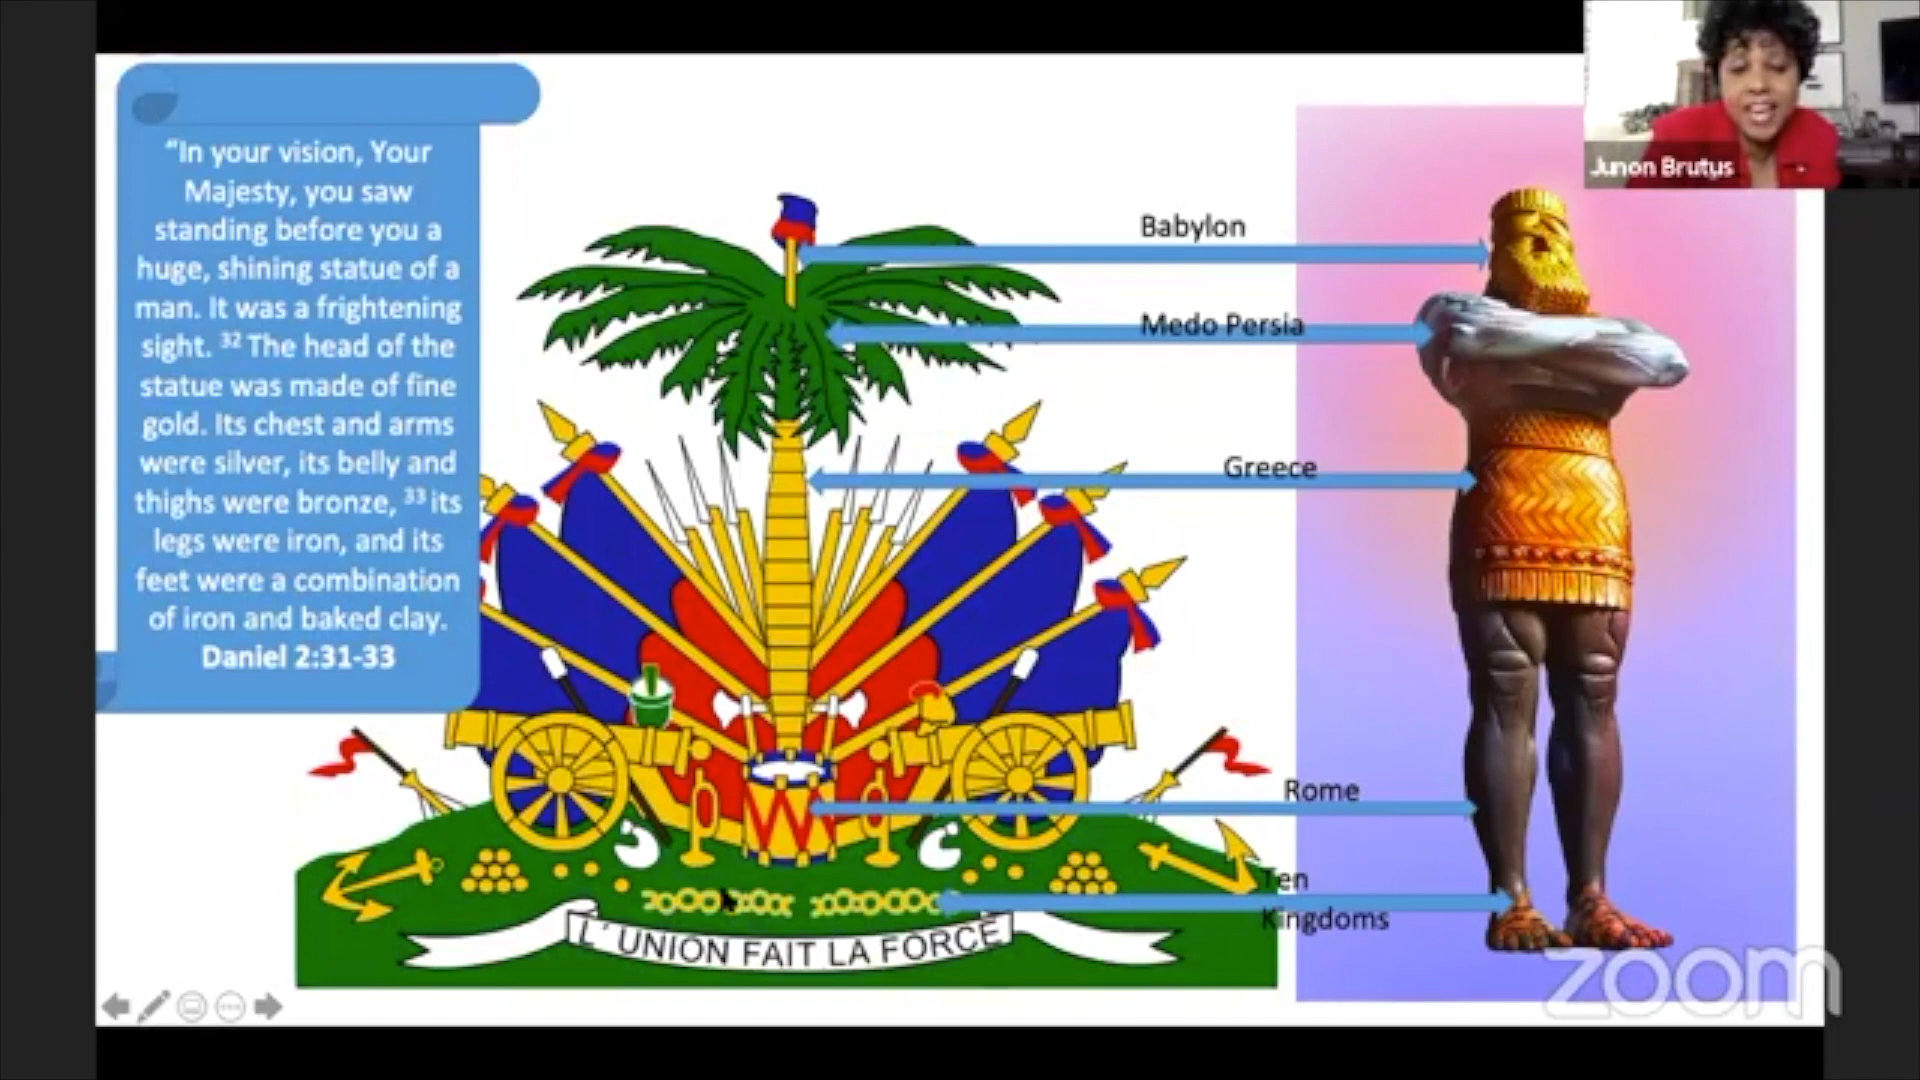 “In your vision, Your
Majesty, you saw
standing before you a
huge, shining statue of a
man. It was a frightening
sight. 32 The head of the
statue was made of fine
gold. Its chest and arms
were silver, its belly and
thighs were bronze, 33 its
legs were iron, and its
feet were a combination
of iron and baked clay.
Daniel 2:31-33
Babylon
Medo Persia
Greece
Rome
Ten
Kingdoms
L' UNION FAIT LA FORCE
Junon Brutus
zoom